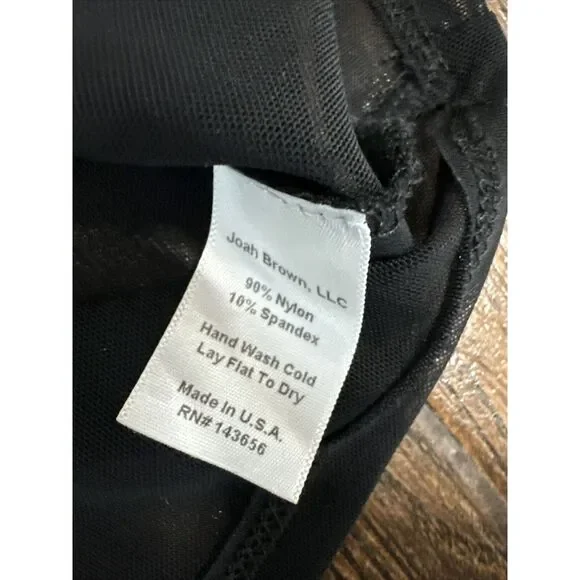 Joah Brown, LLC
90% Nylon
10% Spandex
Hand Wash Cold
Lay Flat To Dry
Made In U.S.A.
RN# 143656